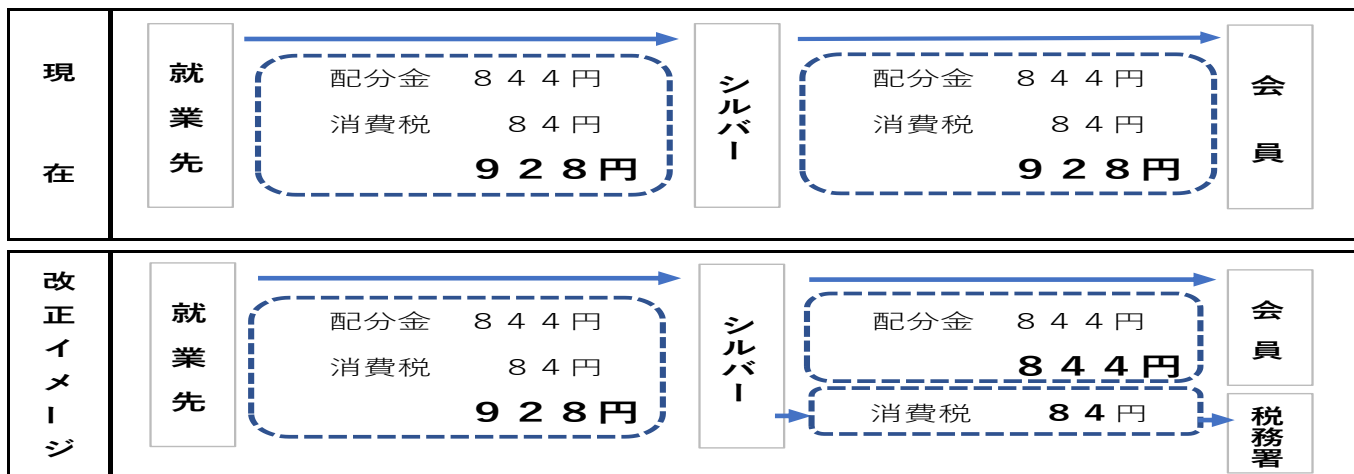 現在
就業先
配分金 844円
消費税 84円
928円
シルバー
配分金 844円
消費税 84円
928円
会員
改正イメージ
就業先
配分金 844円
消費税 84円
928円
シルバー
配分金 844円
844円
消費税 84円
会員
税務署